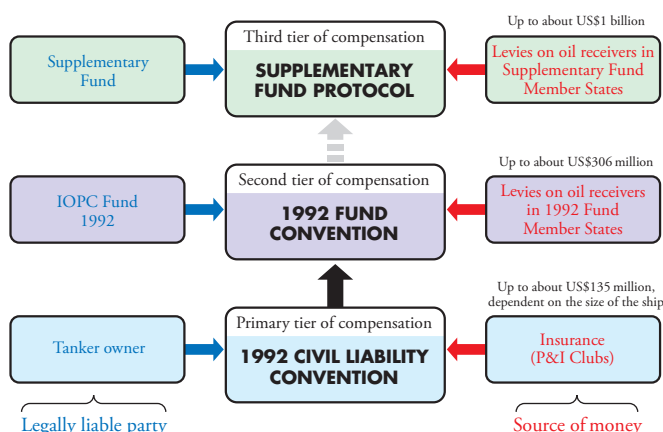 Up to about US$1 billion
Third tier of compensation
Supplementary
Fund
SUPPLEMENTARY
FUND PROTOCOL
Levies on oil receivers in
Supplementary Fund
Member States
Up to about US$306 million
Second tier of compensation
IOPC Fund
1992
1992 FUND
CONVENTION
Levies on oil receivers
in 1992 Fund
Member States
Up to about US$135 million,
dependent on the size of the ship
Primary tier of compensation
Tanker owner
1992 CIVIL LIABILITY
CONVENTION
Insurance
(P&I Clubs)
Legally liable party
Source of money